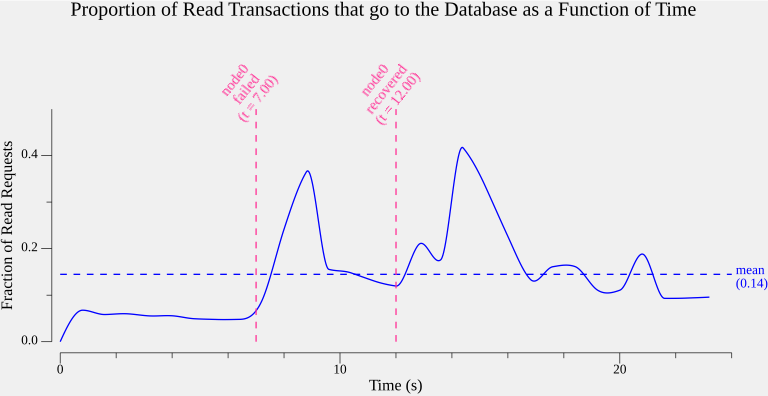 Proportion of Read Transactions that go to the Database as a Function of Time
node0
failed
(t = 7.00)
node0
recovered
(t = 12.00)
Fraction of Read Requests
0.4
0.2
0.0
mean
(0.14)
0
10
20
Time (s)